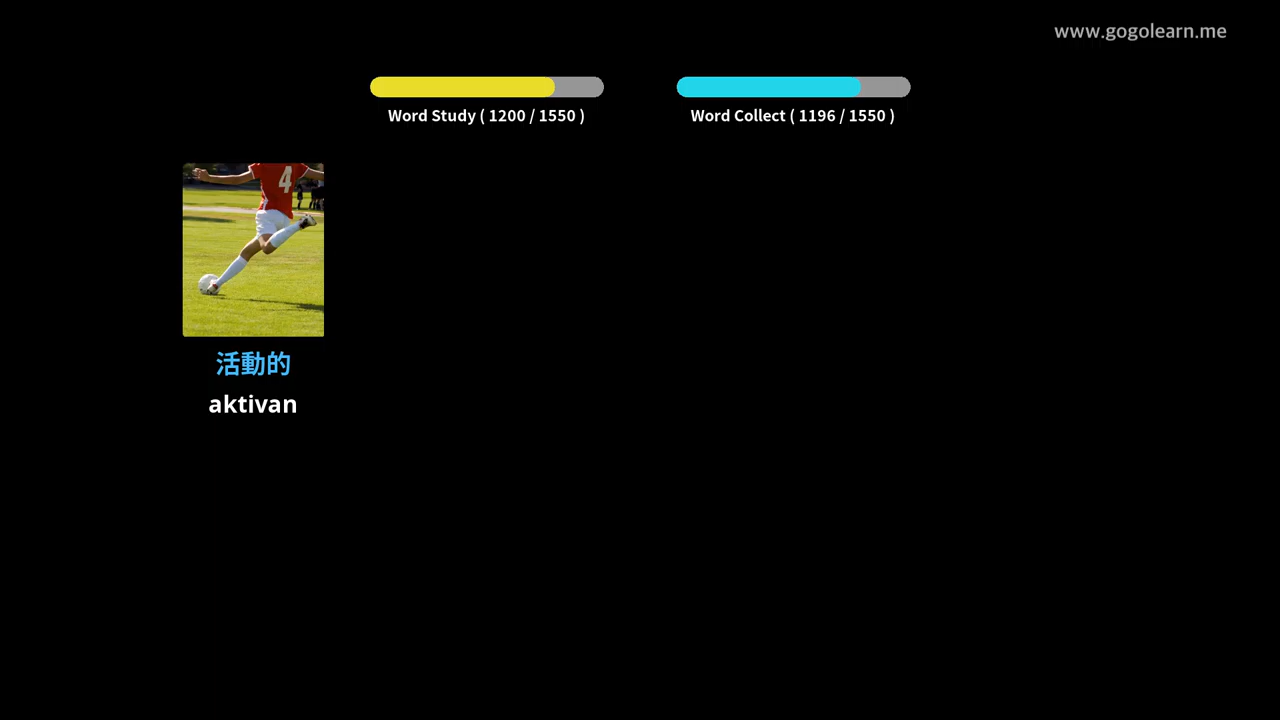 www.gogolearn.me
Word Study ( 1200 / 1550 )
Word Collect ( 1196 / 1550 )
4
活動的
aktivan